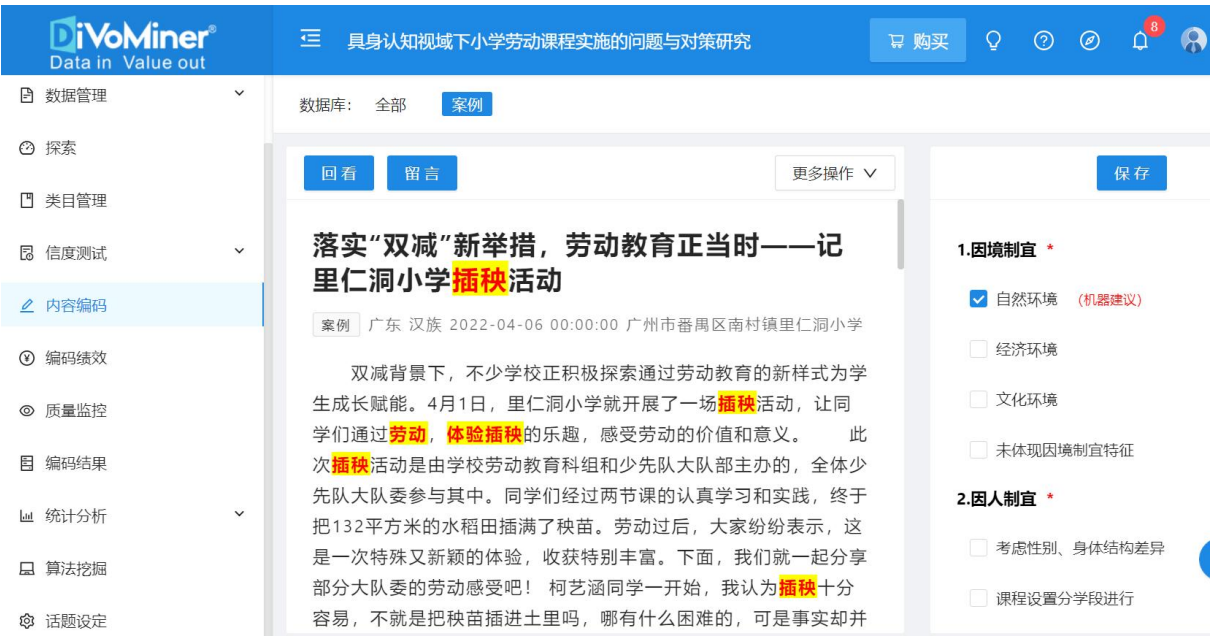 DiVoMiner®
Data in Value out
具身认知视域下小学劳动课程实施的问题与对策研究
购买
8
数据管理
探索
类目管理
信度测试
内容编码
编码绩效
质量监控
编码结果
统计分析
算法挖掘
话题设定
数据库: 全部 案例
回看 留言 更多操作
落实“双减”新举措，劳动教育正当时——记
里仁洞小学插秧活动
案例 广东 汉族 2022-04-06 00:00:00 广州市番禺区南村镇里仁洞小学
双减背景下，不少学校正积极探索通过劳动教育的新样式为学
生成长赋能。4月1日，里仁洞小学就开展了一场插秧活动，让同
学们通过劳动，体验插秧的乐趣，感受劳动的价值和意义。 此
次插秧活动是由学校劳动教育科组和少先队大队部主办的，全体少
先队大队委参与其中。同学们经过两节课的认真学习和实践，终于
把132平方米的水稻田插满了秧苗。劳动过后，大家纷纷表示，这
是一次特殊又新颖的体验，收获特别丰富。下面，我们就一起分享
部分大队委的劳动感受吧！ 柯艺涵同学一开始，我认为插秧十分
容易，不就是把秧苗插进土里吗，哪有什么困难的，可是事实却并
保存
1.因境制宜 *
自然环境 (机器建议)
经济环境
文化环境
未体现因境制宜特征
2.因人制宜 *
考虑性别、身体结构差异
课程设置分学段进行